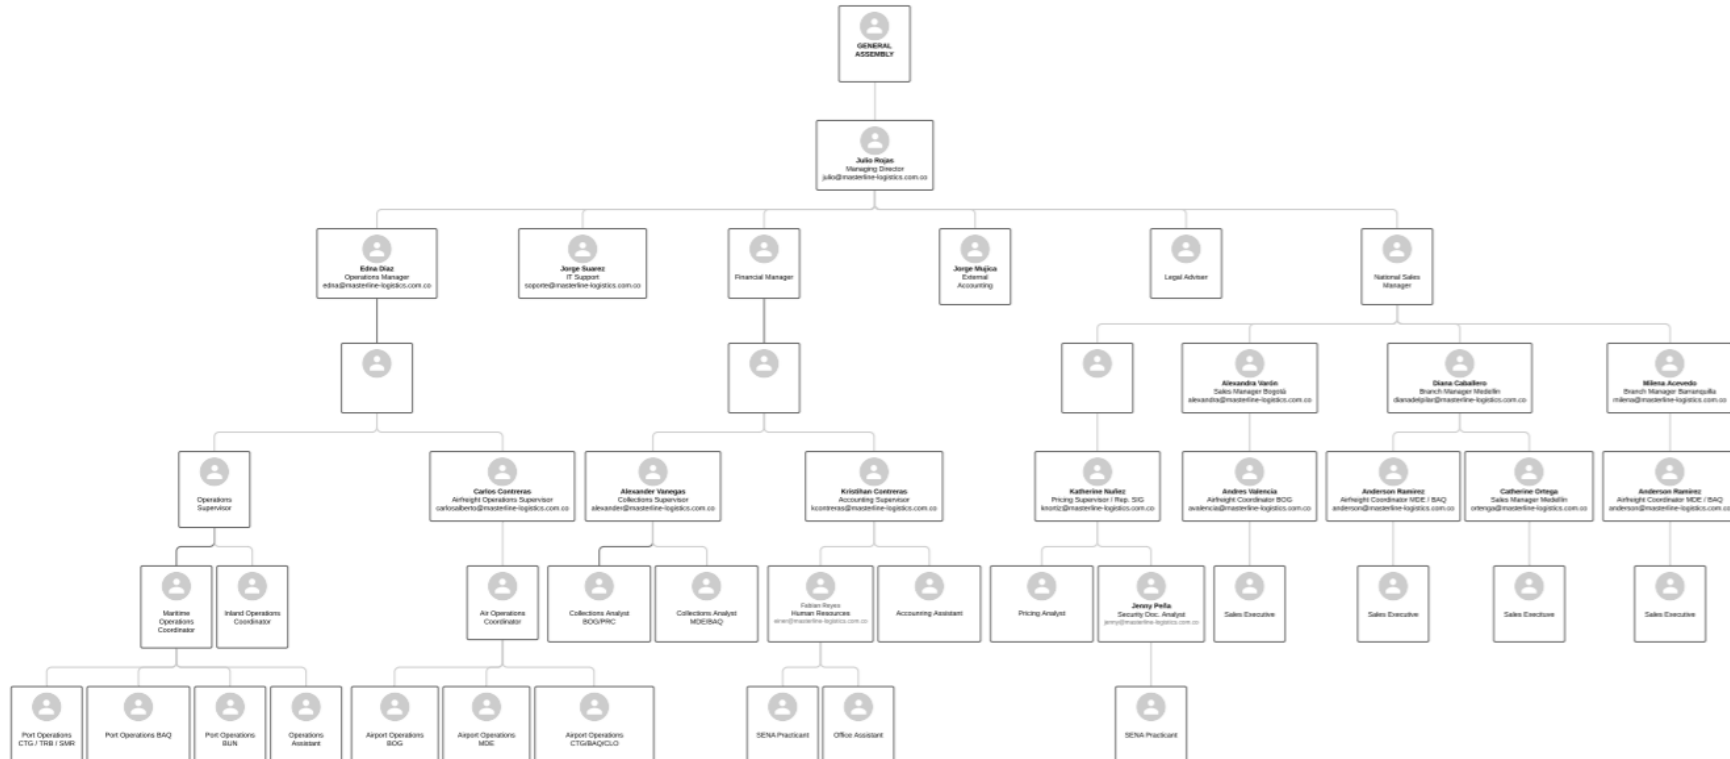 GENERAL
ASSEMBLY
Julio Rojas
Managing Director
julio@masterline-logistics.com.co
Edna Diaz
Operations Manager
edna@masterline-logistics.com.co
Jorge Suarez
IT Support
soporte@masterline-logistics.com.co
Financial Manager
Jorge Mujica
External
Accounting
Legal Adviser
National Sales
Manager
Alexandra Varón
Sales Manager Bogotá
alexandra@masterline-logistics.com.co
Diana Caballero
Branch Manager Medellin
dianadelpilar@masterline-logistics.com.co
Milena Acevedo
Branch Manager Barranquilla
milena@masterline-logistics.com.co
Operations
Supervisor
Carlos Contreras
Airfreight Operations Supervisor
carlosalberto@masterline-logistics.com.co
Alexander Vanegas
Collections Supervisor
alexander@masterline-logistics.com.co
Kristihan Contreras
Accounting Supervisor
kcontreras@masterline-logistics.com.co
Katherine Nuñez
Pricing Supervisor / Rep. SIG
knortiz@masterline-logistics.com.co
Andres Valencia
Airfreight Coordinator BOG
avalencia@masterline-logistics.com.co
Anderson Ramirez
Airfreight Coordinator MDE / BAQ
anderson@masterline-logistics.com.co
Catherine Ortega
Sales Manager Medellin
ortenga@masterline-logistics.com.co
Anderson Ramirez
Airfreight Coordinator MDE / BAQ
anderson@masterline-logistics.com.co
Maritime
Operations
Coordinator
Inland Operations
Coordinator
Air Operations
Coordinator
Collections Analyst
BOG/PRC
Collections Analyst
MDE/BAQ
Fabian Reyes
Human Resources
Accounring Assistant
Pricing Analyst
Jenny Peña
Security Doc. Analyst
jenny@masterline-logistics.com.co
Sales Executive
Sales Executive
Sales Execituve
Sales Executive
Port Operations
CTG / TRB / SMR
Port Operations BAQ
Port Operations
BUN
Operations
Assistant
Airport Operations
BOG
Airport Operations
MDE
Airport Operations
CTG/BAQ/CLO
SENA Practicant
Office Assistant
SENA Practicant